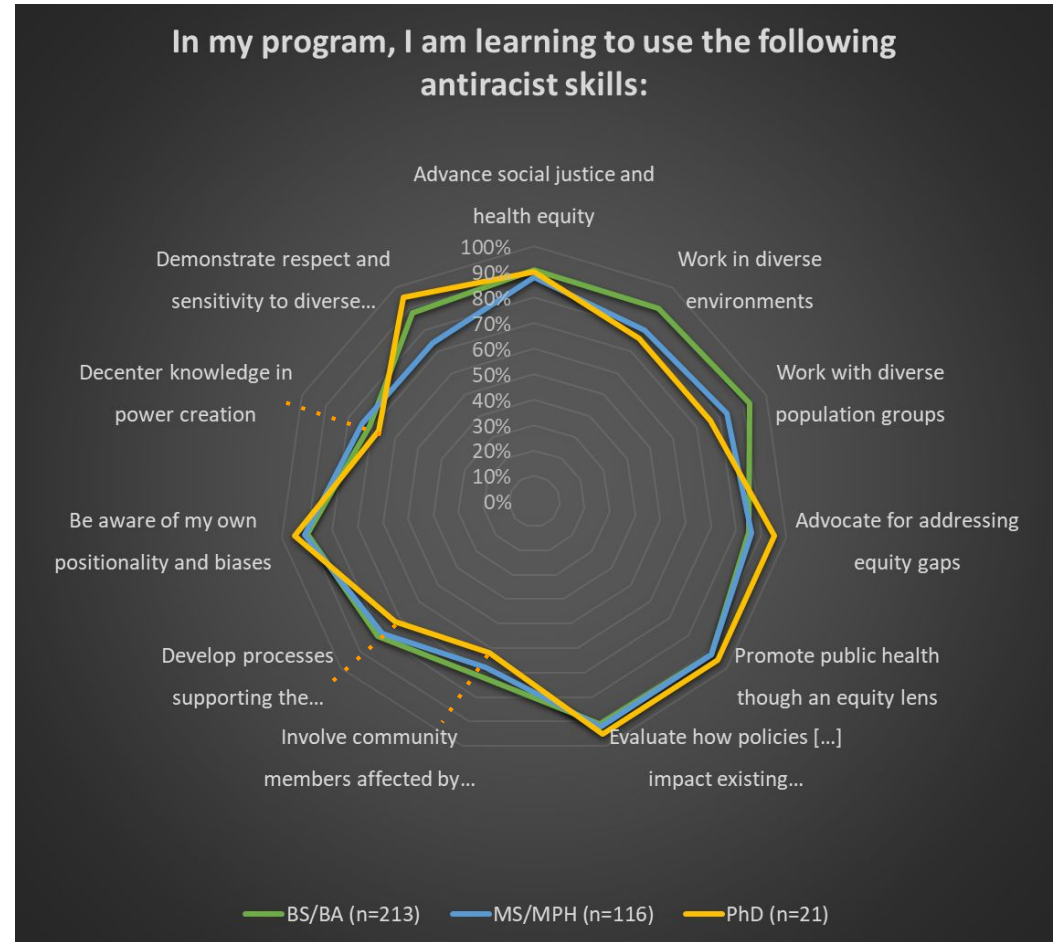 In my program, I am learning to use the following
antiracist skills:
Advance social justice and
health equity
Work in diverse
environments
Work with diverse
population groups
Advocate for addressing
equity gaps
Promote public health
though an equity lens
Evaluate how policies [...]
impact existing...
Involve community
members affected by...
Develop processes
supporting the...
Be aware of my own
positionality and biases
Decenter knowledge in
power creation
Demonstrate respect and
sensitivity to diverse...
100%
90%
80%
70%
60%
50%
40%
30%
20%
10%
0%
BS/BA (n=213)
MS/MPH (n=116)
PhD (n=21)